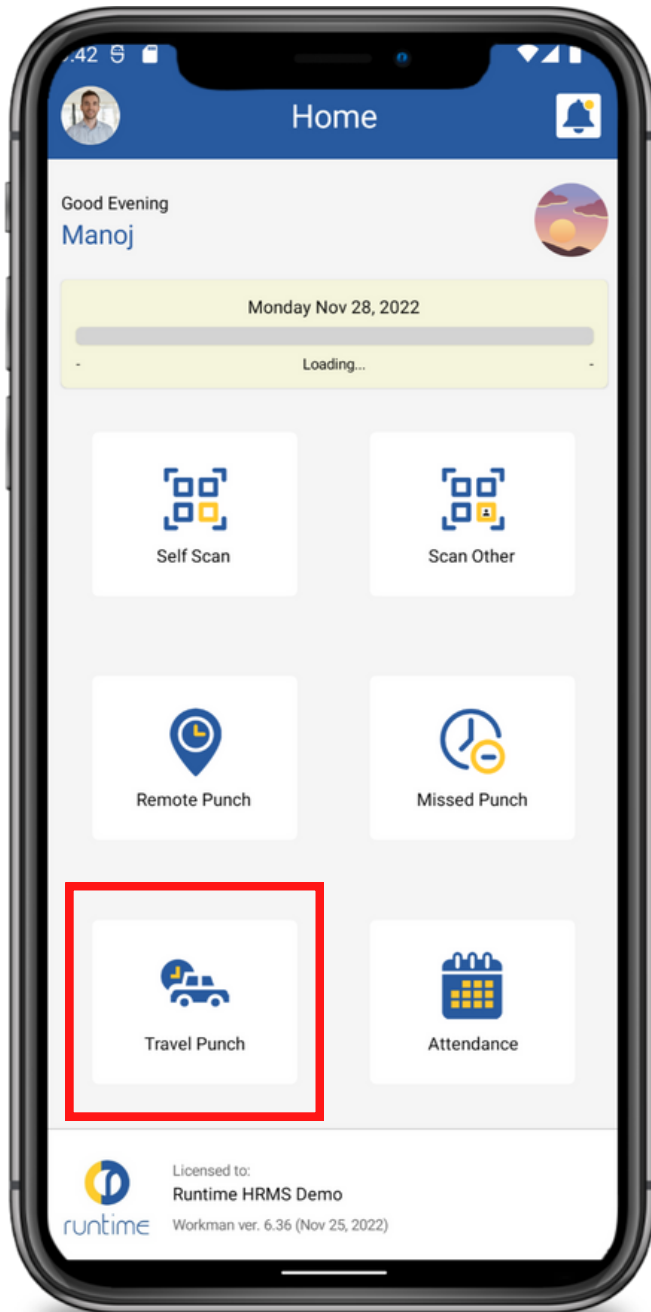 :42
Home
Good Evening
Manoj
Monday Nov 28, 2022
- Loading... -
Self Scan
Scan Other
Remote Punch
Missed Punch
Travel Punch
Attendance
Licensed to:
Runtime HRMS Demo
runtime
Workman ver. 6.36 (Nov 25, 2022)